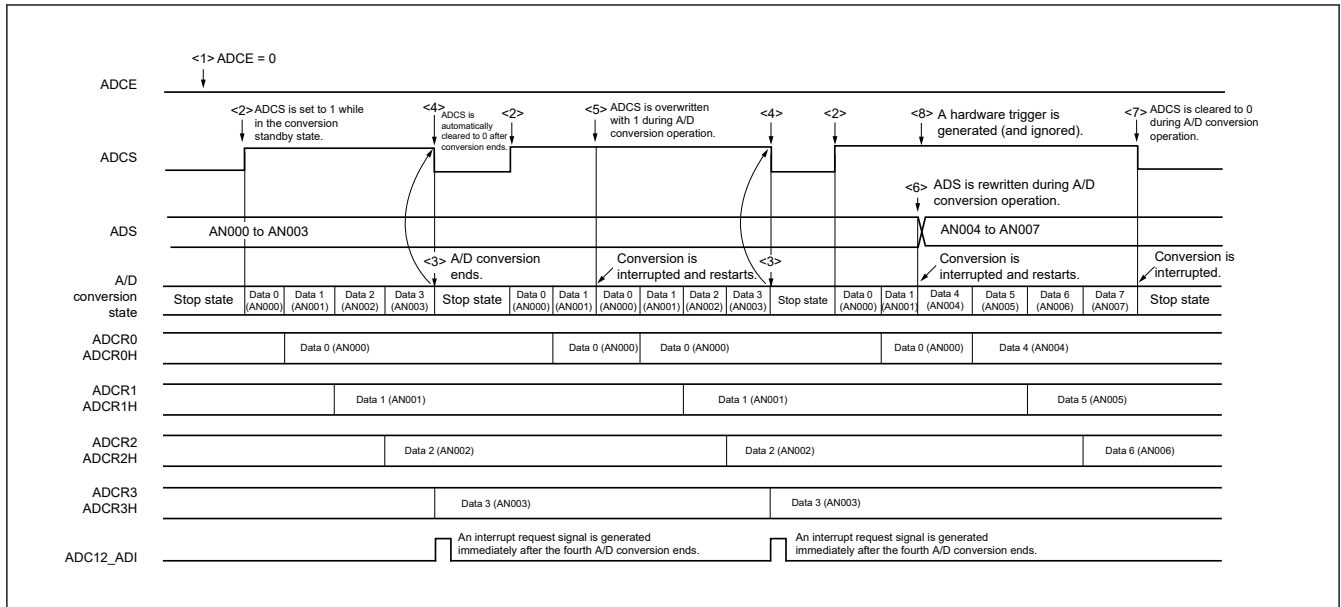 <1> ADCE = 0
ADCE
<2> ADCS is set to 1 while
in the conversion
standby state.
<4>
ADCS is
automatically
cleared to 0 after
conversion ends.
<2>
<5> ADCS is overwritten
with 1 during A/D
conversion operation.
<4>
<2>
<8> A hardware trigger is
generated (and ignored).
<7> ADCS is cleared to 0
during A/D conversion
operation.
ADCS
<6> ADS is rewritten during A/D
conversion operation.
ADS
AN000 to AN003
AN004 to AN007
<3> A/D conversion
ends.
Conversion is
interrupted and restarts.
<3>
Conversion is
interrupted and restarts.
Conversion is
interrupted.
A/D
conversion
state
Stop state
Data 0
(AN000)
Data 1
(AN001)
Data 2
(AN002)
Data 3
(AN003)
Stop state
Data 0
(AN000)
Data 1
(AN001)
Data 0
(AN000)
Data 1
(AN001)
Data 2
(AN002)
Data 3
(AN003)
Stop state
Data 0
(AN000)
Data 1
(AN001)
Data 4
(AN004)
Data 5
(AN005)
Data 6
(AN006)
Data 7
(AN007)
Stop state
ADCR0
ADCR0H
Data 0 (AN000)
Data 0 (AN000)
Data 0 (AN000)
Data 0 (AN000)
Data 4 (AN004)
ADCR1
ADCR1H
Data 1 (AN001)
Data 1 (AN001)
Data 5 (AN005)
ADCR2
ADCR2H
Data 2 (AN002)
Data 2 (AN002)
Data 6 (AN006)
ADCR3
ADCR3H
Data 3 (AN003)
Data 3 (AN003)
ADC12_ADI
An interrupt request signal is generated
immediately after the fourth A/D conversion ends.
An interrupt request signal is generated
immediately after the fourth A/D conversion ends.